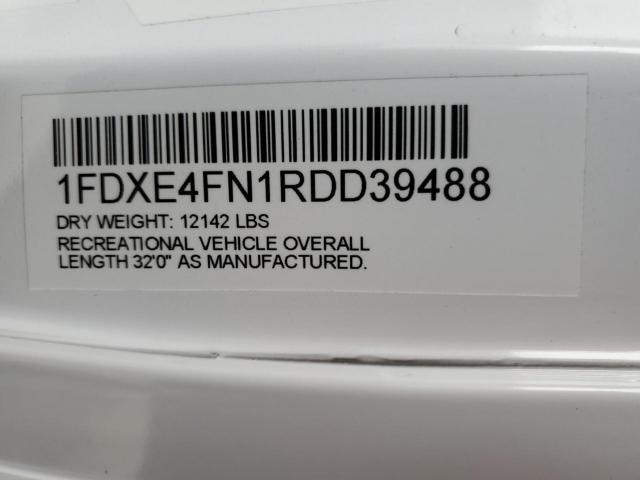 1FDXE4FN1RDD39488
DRY WEIGHT: 12142 LBS
RECREATIONAL VEHICLE OVERALL
LENGTH 32'0" AS MANUFACTURED.